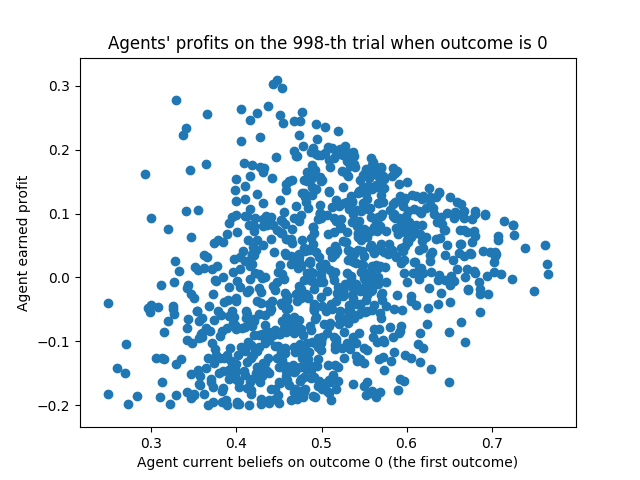 Agents' profits on the 998-th trial when outcome is 0
Agent earned profit
0.3
0.2
0.1
0.0
−0.1
−0.2
0.3 0.4 0.5 0.6 0.7
Agent current beliefs on outcome 0 (the first outcome)